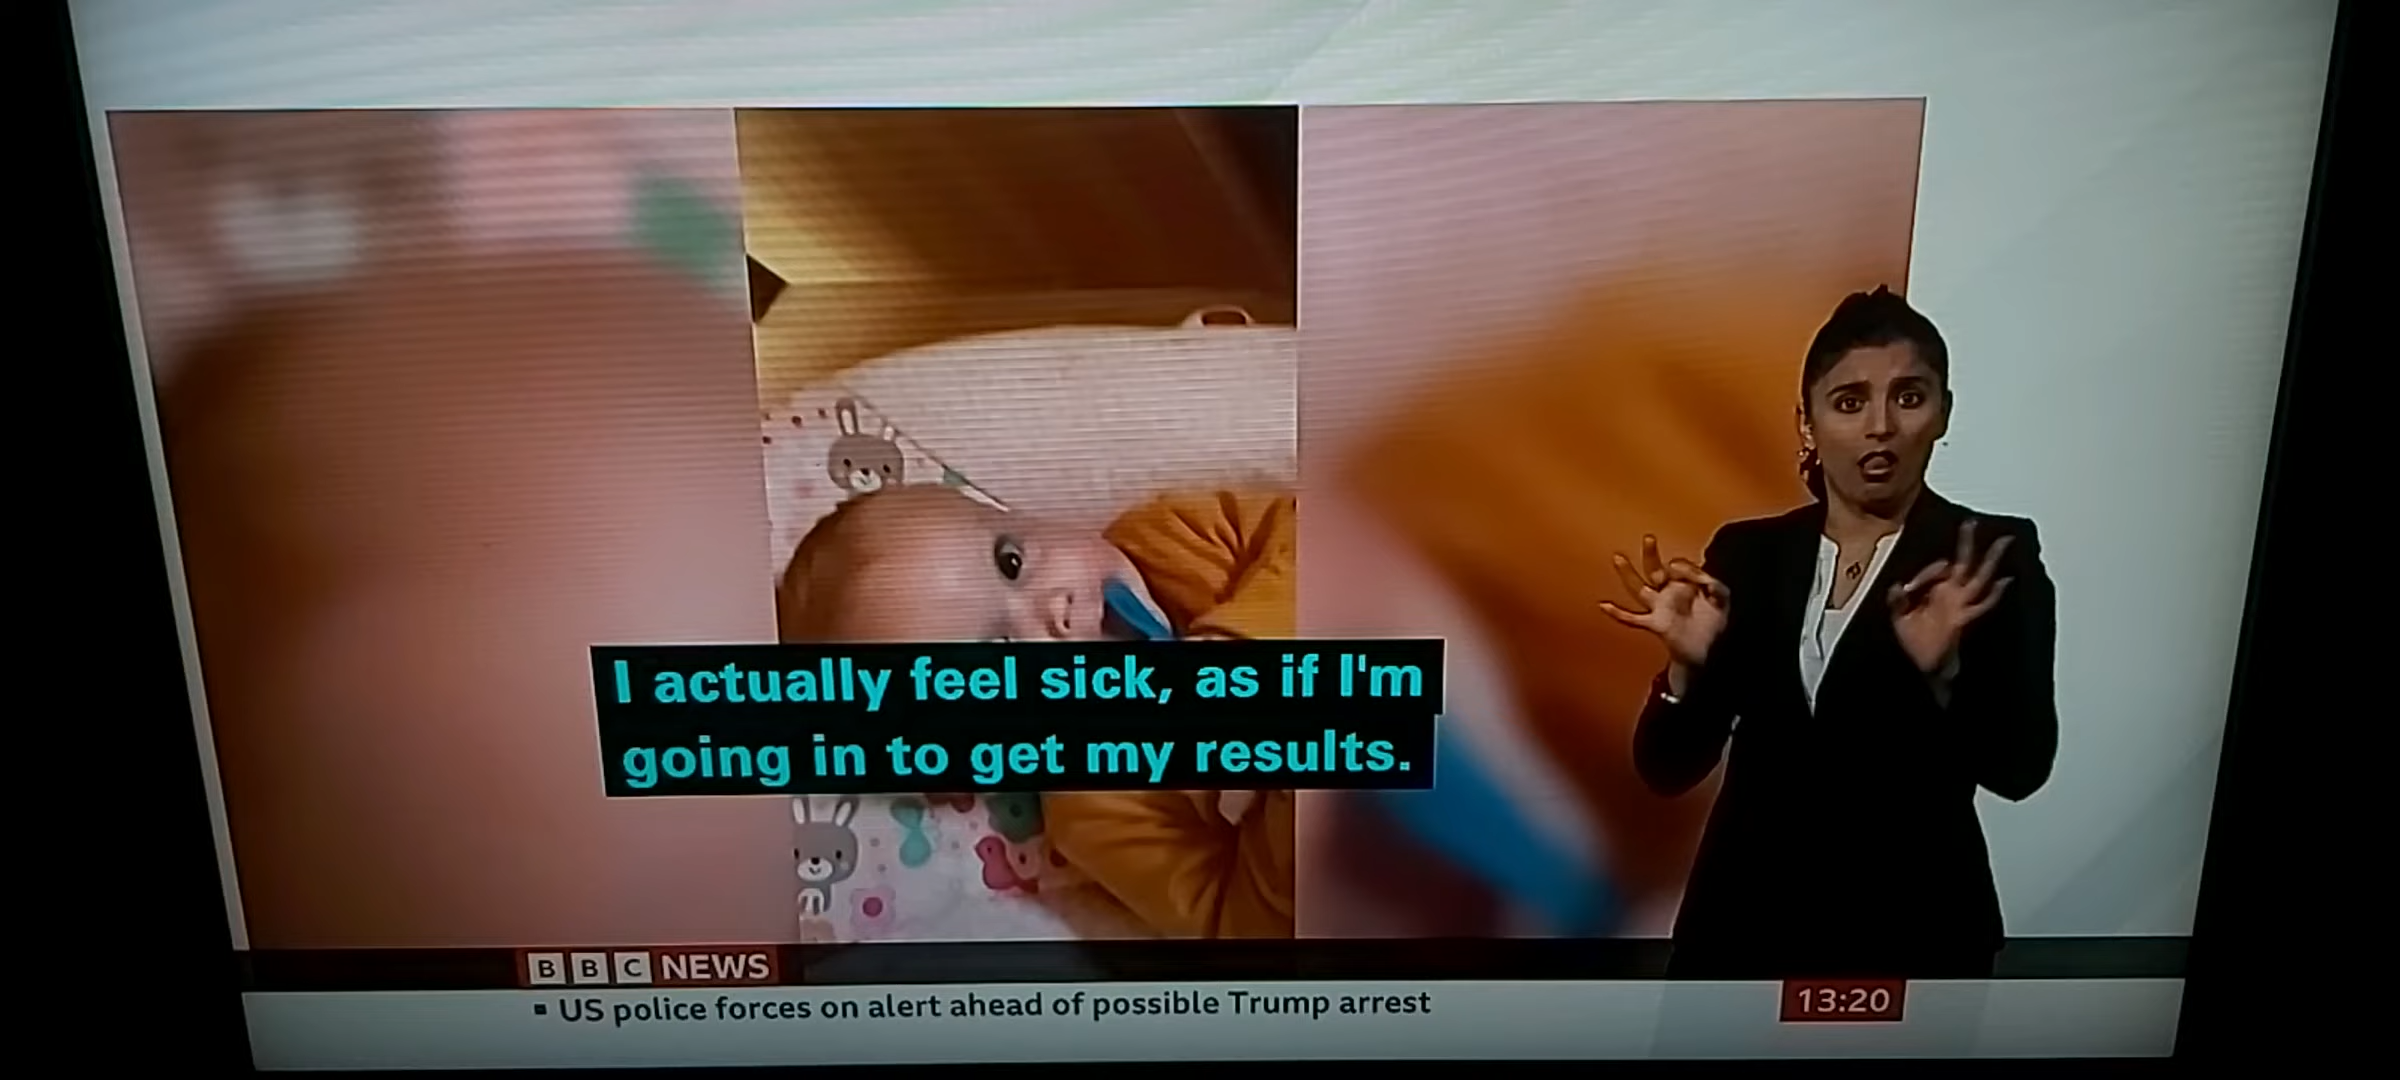 I actually feel sick, as if I'm
going in to get my results.
BBC NEWS
▪ US police forces on alert ahead of possible Trump arrest
13:20